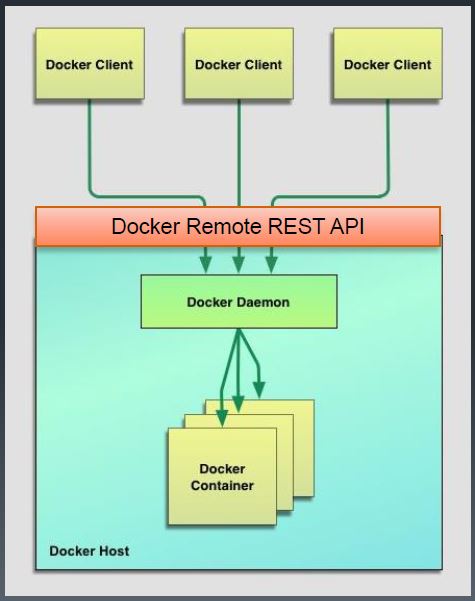 Docker Client
Docker Client
Docker Client
Docker Remote REST API
Docker Daemon
Docker
Container
Docker Host